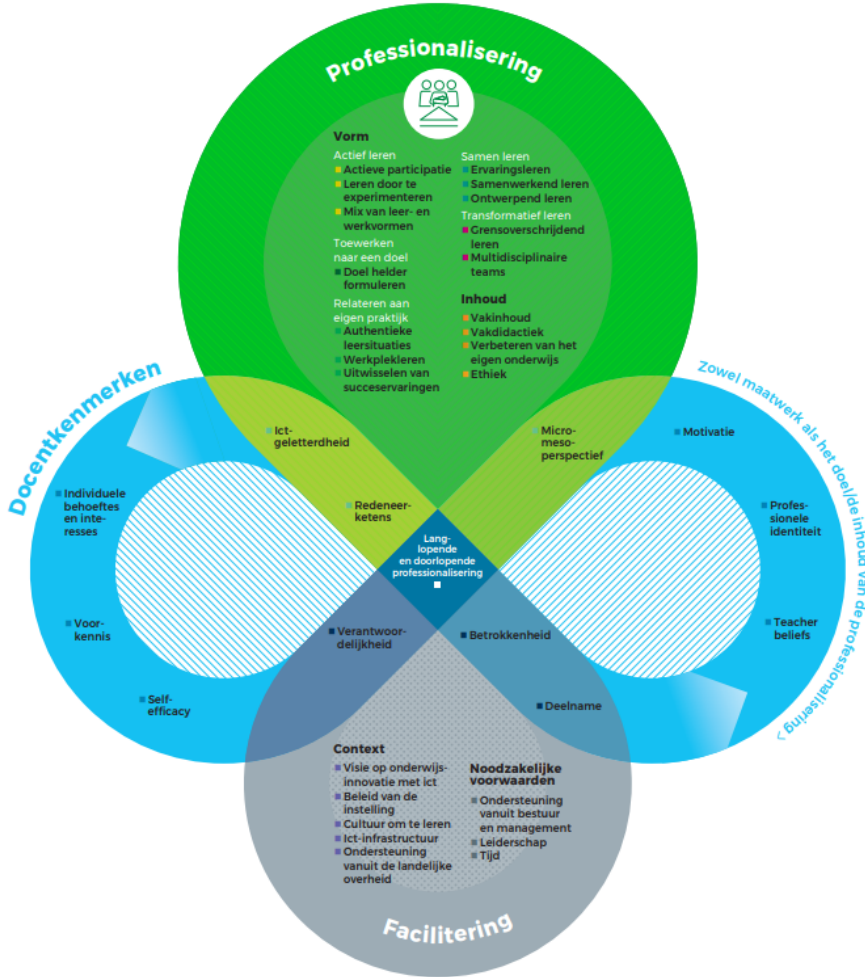 Professionalisering
Vorm
Actief leren
Actieve participatie
Leren door te
experimenteren
Mix van leer- en
werkvormen
Toewerken
naar een doel
Doel helder
formuleren
Relateren aan
eigen praktijk
Authentieke
leersituaties
Werkplekleren
Uitwisselen van
succeservaringen
Samen leren
Ervaringsleren
Samenwerkend leren
Ontwerpend leren
Transformatief leren
Grensoverschrijdend
leren
Multidisciplinaire
teams
Inhoud
Vakinhoud
Vakdidactiek
Verbeteren van het
eigen onderwijs
Ethiek
Docentkenmerken
Ict-
geletterdheid
Redeneer-
ketens
Individuele
behoeftes
en inte-
resses
Voor-
kennis
Self-
efficacy
Micro-
meso-
perspectief
Motivatie
Profes-
sionele
identiteit
Teacher
beliefs
Zowel maatwerk als het doel/de inhoud van de professionalisering >
Lang-
lopende
en doorlopende
professionalisering
Verantwoor-
delijkheid
Betrokkenheid
Deelname
Context
Visie op onderwijs-
innovatie met ict
Beleid van de
instelling
Cultuur om te leren
Ict-infrastructuur
Ondersteuning
vanuit de landelijke
overheid
Noodzakelijke
voorwaarden
Ondersteuning
vanuit bestuur
en management
Leiderschap
Tijd
Facilitering